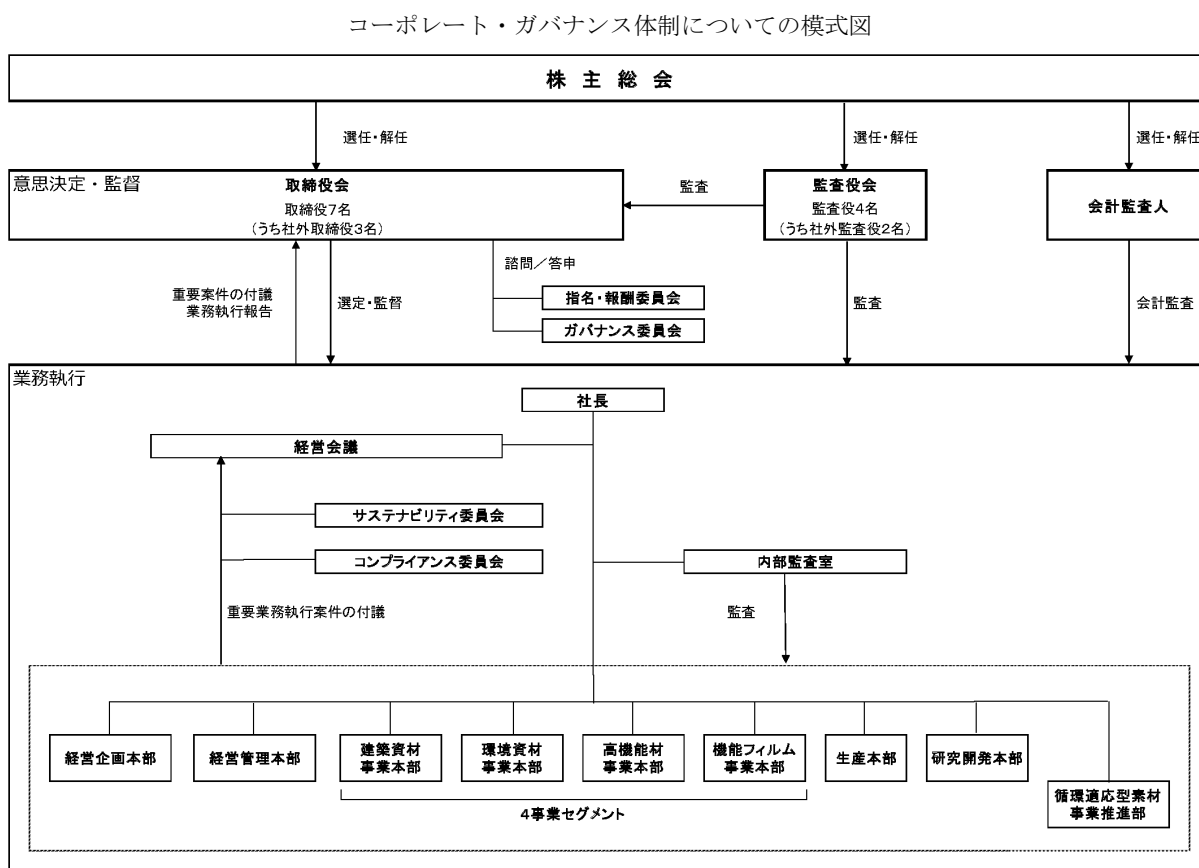 コーポレート・ガバナンス体制についての模式図
株 主 総 会
選任・解任
選任・解任
選任・解任
意思決定・監督
取締役会
取締役7名
(うち社外取締役3名)
監査
監査役会
監査役4名
(うち社外監査役2名)
会計監査人
重要案件の付議
業務執行報告
選定・監督
諮問／答申
指名・報酬委員会
ガバナンス委員会
監査
会計監査
業務執行
社長
経営会議
サステナビリティ委員会
コンプライアンス委員会
内部監査室
重要業務執行案件の付議
監査
経営企画本部
経営管理本部
建築資材
事業本部
環境資材
事業本部
高機能材
事業本部
機能フィルム
事業本部
生産本部
研究開発本部
循環適応型素材
事業推進部
4事業セグメント